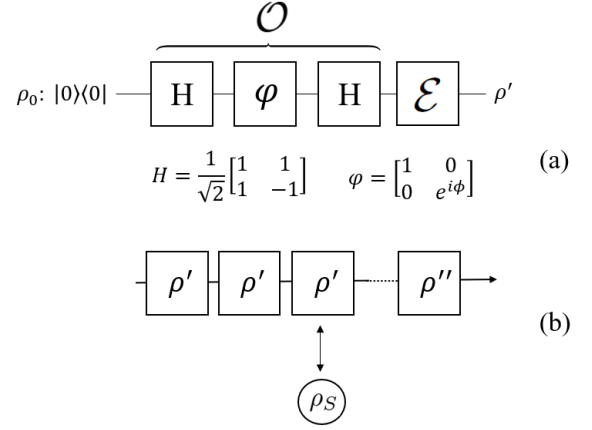 𝒪
ρ₀: |0⟩⟨0| H φ H ℰ ρ′
(a)
H = 1/√2 [1 1; 1 −1] φ = [1 0; 0 e^{iϕ}]
ρ′ ρ′ ρ′ ρ′′
(b)
ρ_S